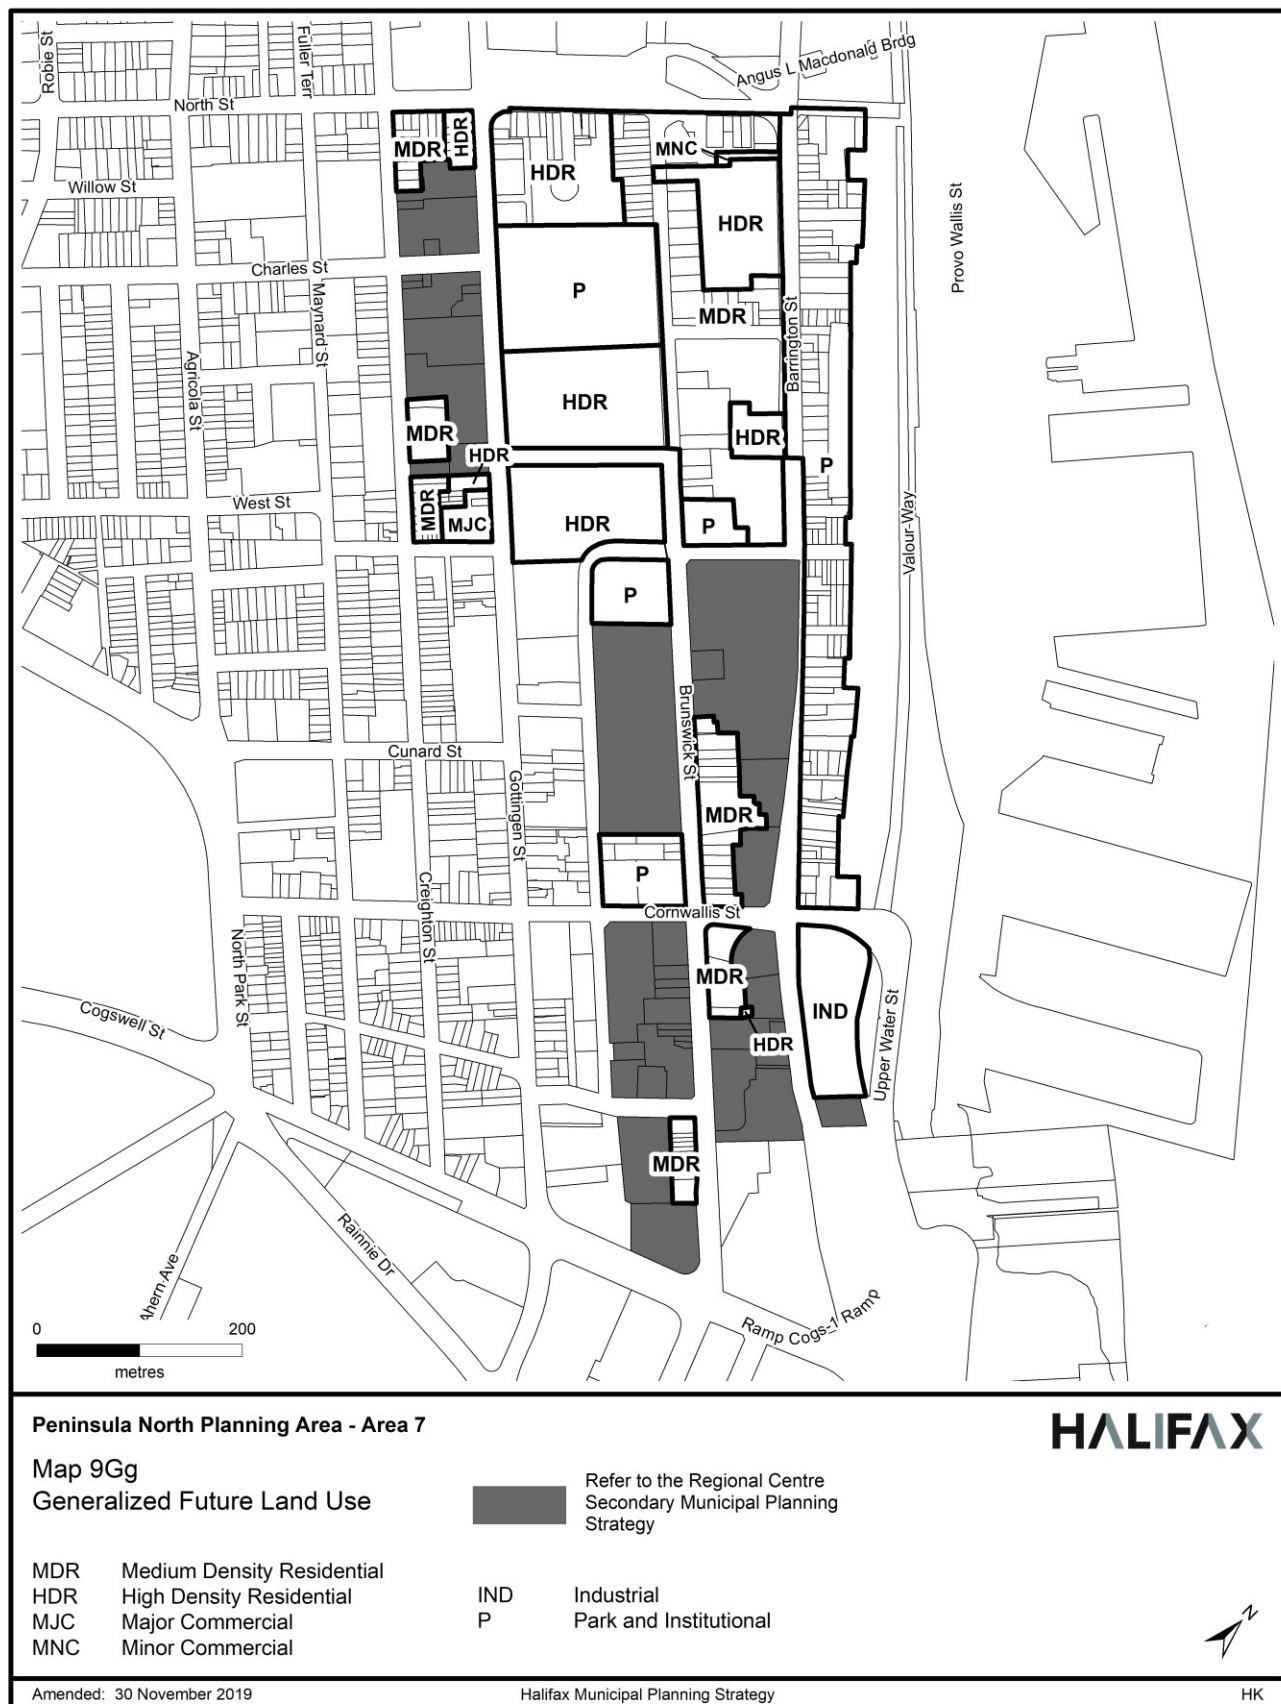 Robie St
Fuller Terr
Angus L Macdonald Brdg
North St
MDR
HDR
MNC
HDR
Willow St
HDR
Provo Wallis St
Charles St
Maynard St
P
MDR
Barrington St
Agricola St
HDR
MDR
HDR
HDR
P
West St
MDR
MJC
HDR
P
Valour Way
P
Brunswick St
Cunard St
Gottingen St
MDR
P
Creighton St
Cornwallis St
North Park St
MDR
IND
HDR
Upper Water St
Cogswell St
MDR
Rainnie Dr
Ahern Ave
Ramp Cogs-1 Ramp
0 200
metres
Peninsula North Planning Area - Area 7
HALIFAX
Map 9Gg
Generalized Future Land Use
Refer to the Regional Centre
Secondary Municipal Planning
Strategy
MDR Medium Density Residential
HDR High Density Residential
MJC Major Commercial
MNC Minor Commercial
IND Industrial
P Park and Institutional
N
Amended: 30 November 2019
Halifax Municipal Planning Strategy
HK